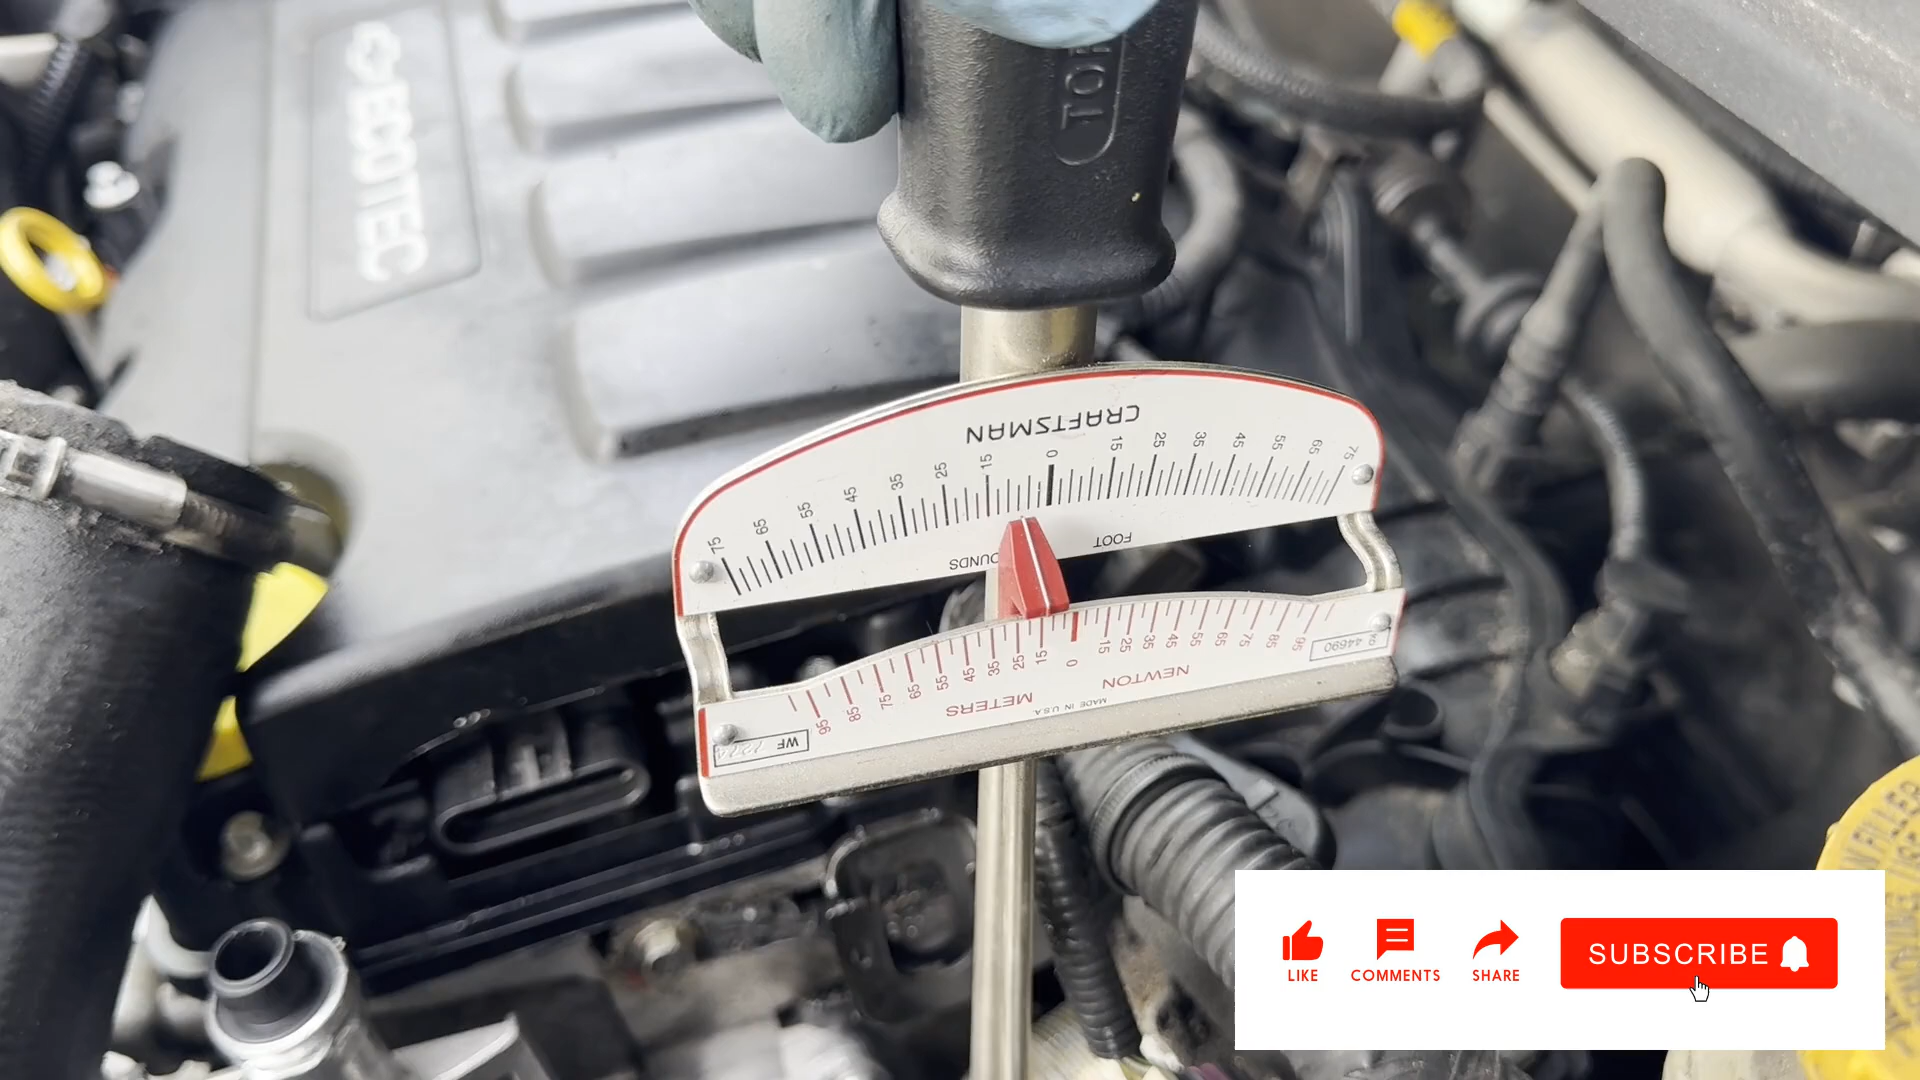 ECOTEC
TOR
CRAFTSMAN
75 65 55 45 35 25 15 0 15 25 35 45 55 65 75
OUNDS FOOT
95 85 75 65 55 45 35 25 15 0 15 25 35 45 55 65 75 85 95
METERS NEWTON
MADE IN U.S.A.
WF
44690
FILLER
LIKE
COMMENTS
SHARE
SUBSCRIBE